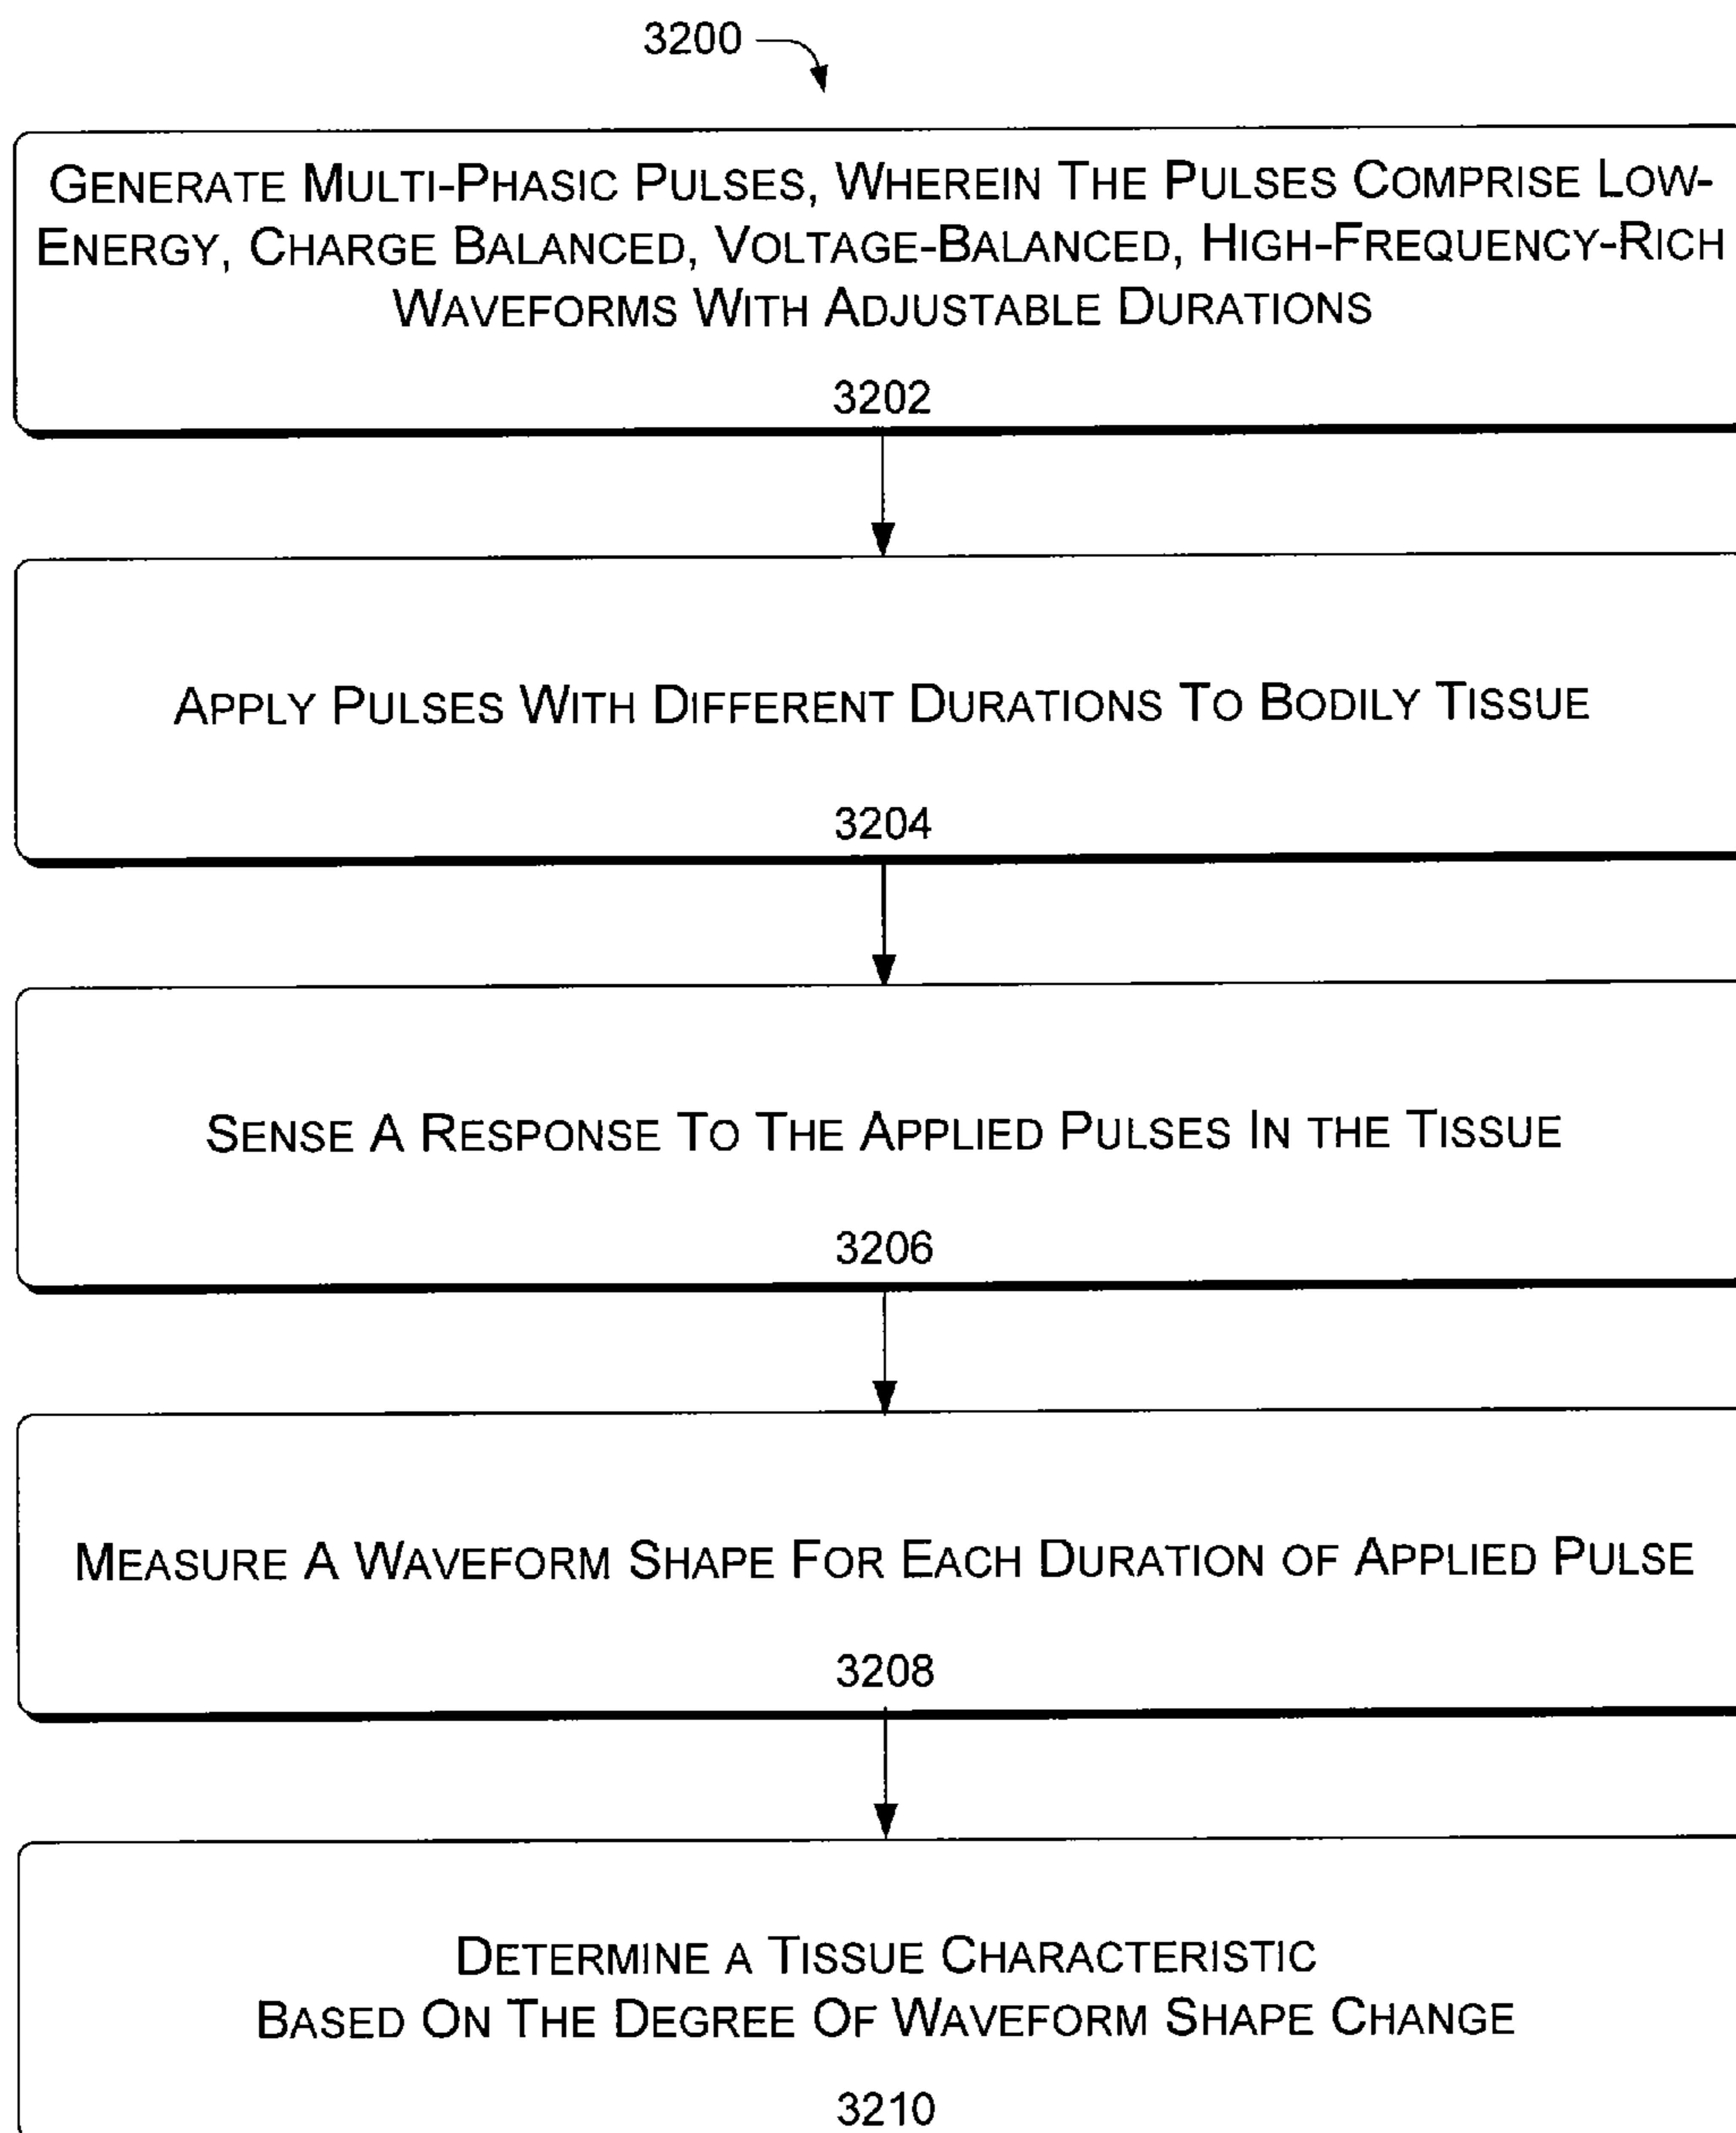 3200
GENERATE MULTI-PHASIC PULSES, WHEREIN THE PULSES COMPRISE LOW-
ENERGY, CHARGE BALANCED, VOLTAGE-BALANCED, HIGH-FREQUENCY-RICH
WAVEFORMS WITH ADJUSTABLE DURATIONS
3202
APPLY PULSES WITH DIFFERENT DURATIONS TO BODILY TISSUE
3204
SENSE A RESPONSE TO THE APPLIED PULSES IN THE TISSUE
3206
MEASURE A WAVEFORM SHAPE FOR EACH DURATION OF APPLIED PULSE
3208
DETERMINE A TISSUE CHARACTERISTIC
BASED ON THE DEGREE OF WAVEFORM SHAPE CHANGE
3210